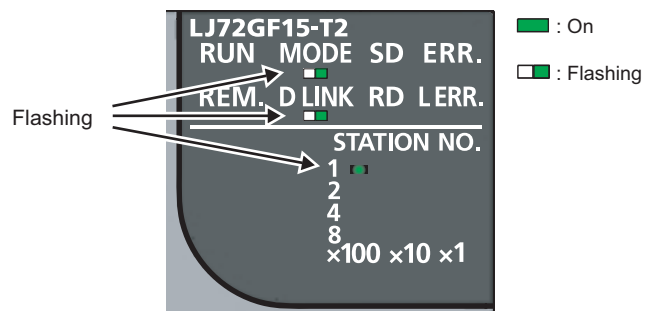 LJ72GF15-T2
RUN MODE SD ERR.
REM. D LINK RD L ERR.
STATION NO.
1
2
4
8
×100 ×10 ×1
Flashing
: On
: Flashing